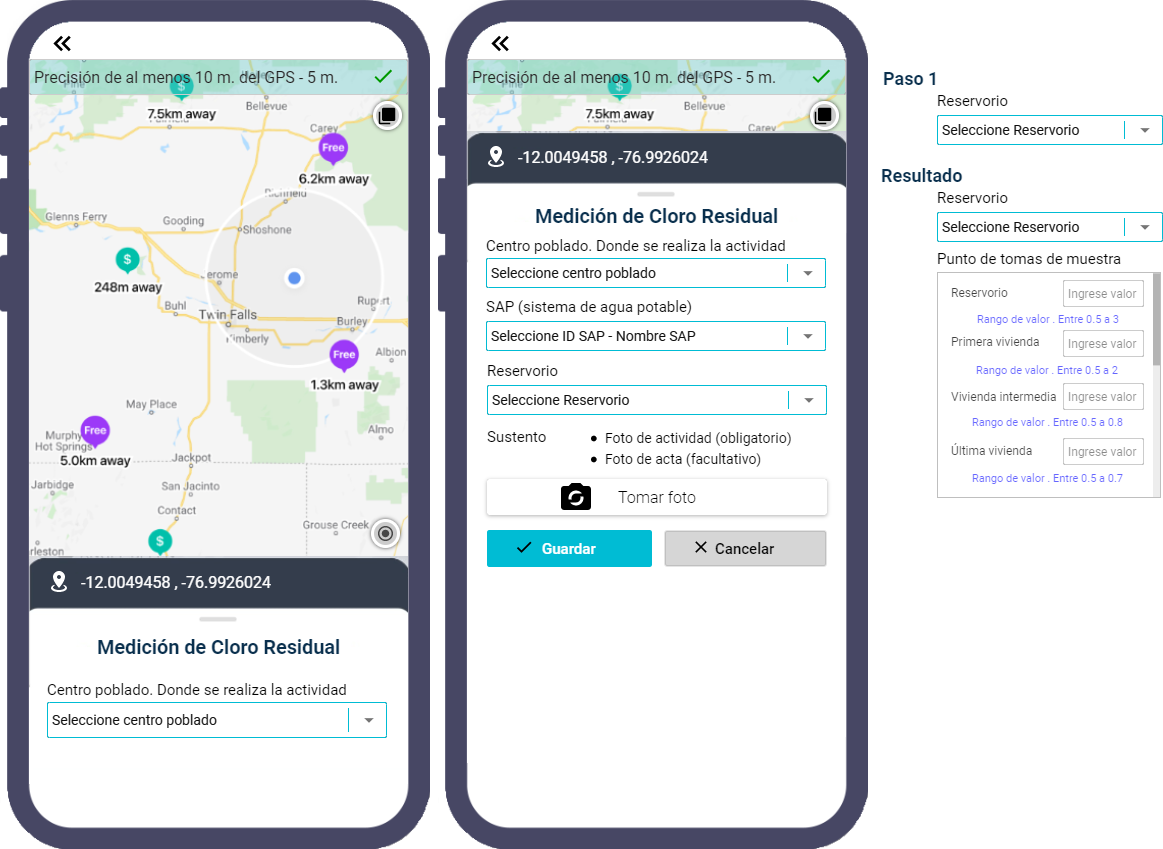 Precisión de al menos 10 m. del GPS - 5 m.
$
7.5km away
Bellevue
Carey
Free
6.2km away
Richfield
Glenns Ferry
Gooding
Shoshone
$
248m away
erome
Buhl
Twin Falls
Rupert
Burley
Kimberly
Free
Albion
1.3km away
May Place
Almo
Free
Murphy
Hot Springs
5.0km away
Jackpot
Jarbidge
San Jacinto
Contact
Grouse Creek
$
rleston
-12.0049458 , -76.9926024
Medición de Cloro Residual
Centro poblado. Donde se realiza la actividad
Seleccione centro poblado
Precisión de al menos 10 m. del GPS - 5 m.
$
7.5km away
Bellevue
Carey
-12.0049458 , -76.9926024
Medición de Cloro Residual
Centro poblado. Donde se realiza la actividad
Seleccione centro poblado
SAP (sistema de agua potable)
Seleccione ID SAP - Nombre SAP
Reservorio
Seleccione Reservorio
Sustento
• Foto de actividad (obligatorio)
• Foto de acta (facultativo)
Tomar foto
Guardar
Cancelar
Paso 1
Reservorio
Seleccione Reservorio
Resultado
Reservorio
Seleccione Reservorio
Punto de tomas de muestra
Reservorio Ingrese valor
Rango de valor . Entre 0.5 a 3
Primera vivienda Ingrese valor
Rango de valor . Entre 0.5 a 2
Vivienda intermedia Ingrese valor
Rango de valor . Entre 0.5 a 0.8
Última vivienda Ingrese valor
Rango de valor . Entre 0.5 a 0.7